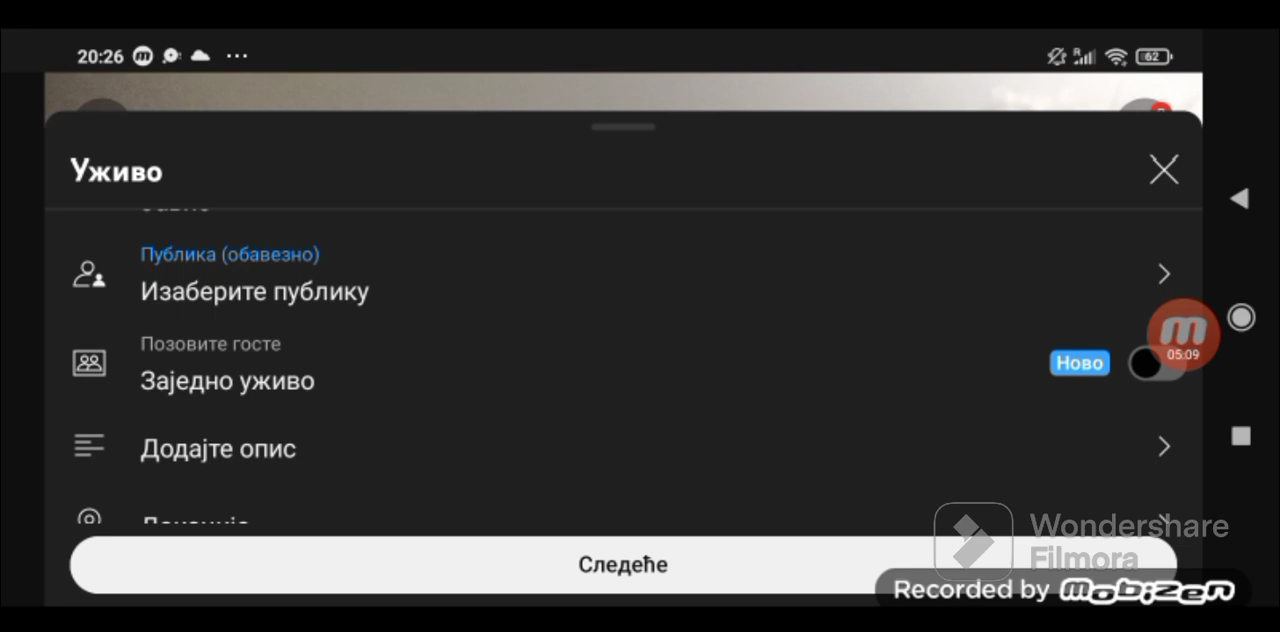 20:26
62
Уживо
Публика (обавезно)
Изаберите публику
Позовите госте
Заједно уживо
Ново
05:09
Додајте опис
Следеће
Wondershare
Filmora
Recorded by mobizen